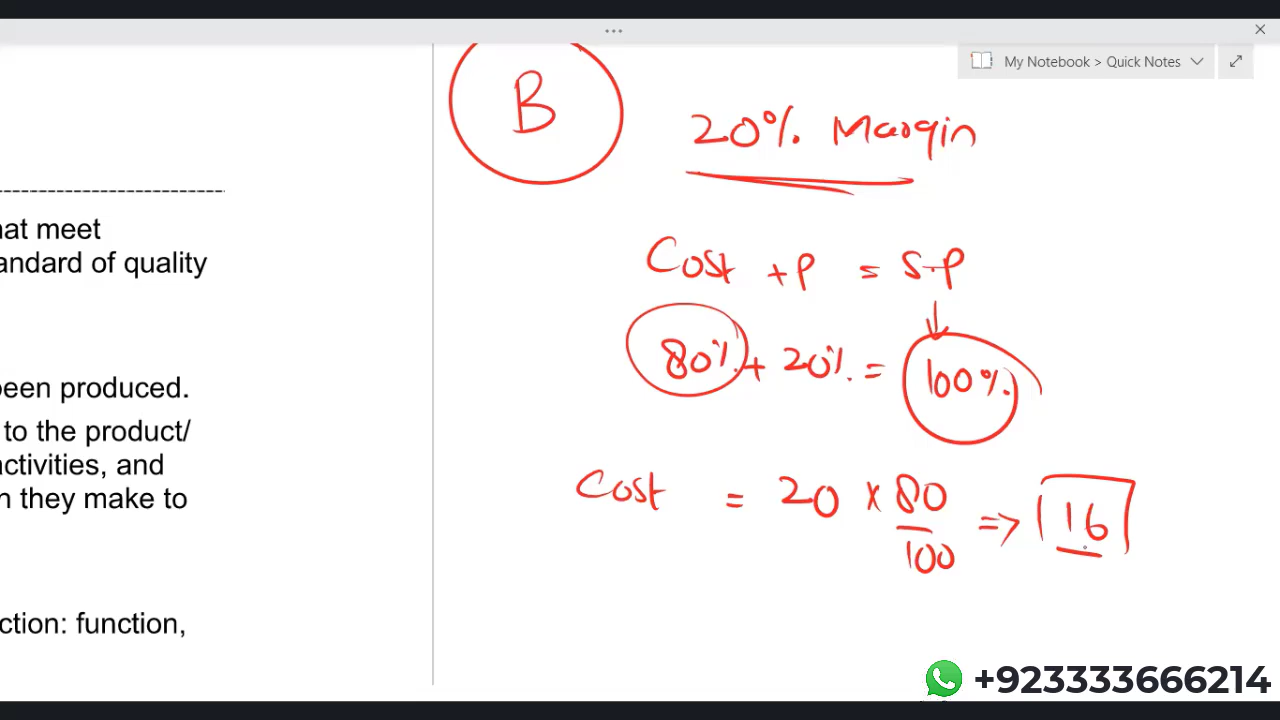 ...
My Notebook > Quick Notes
B
20% Margin
hat meet
andard of quality
Cost + P = S.P
80% + 20% = 100%
been produced.
to the product/
activities, and
n they make to
Cost = 20 × 80/100 => 16
ction: function,
+923333666214